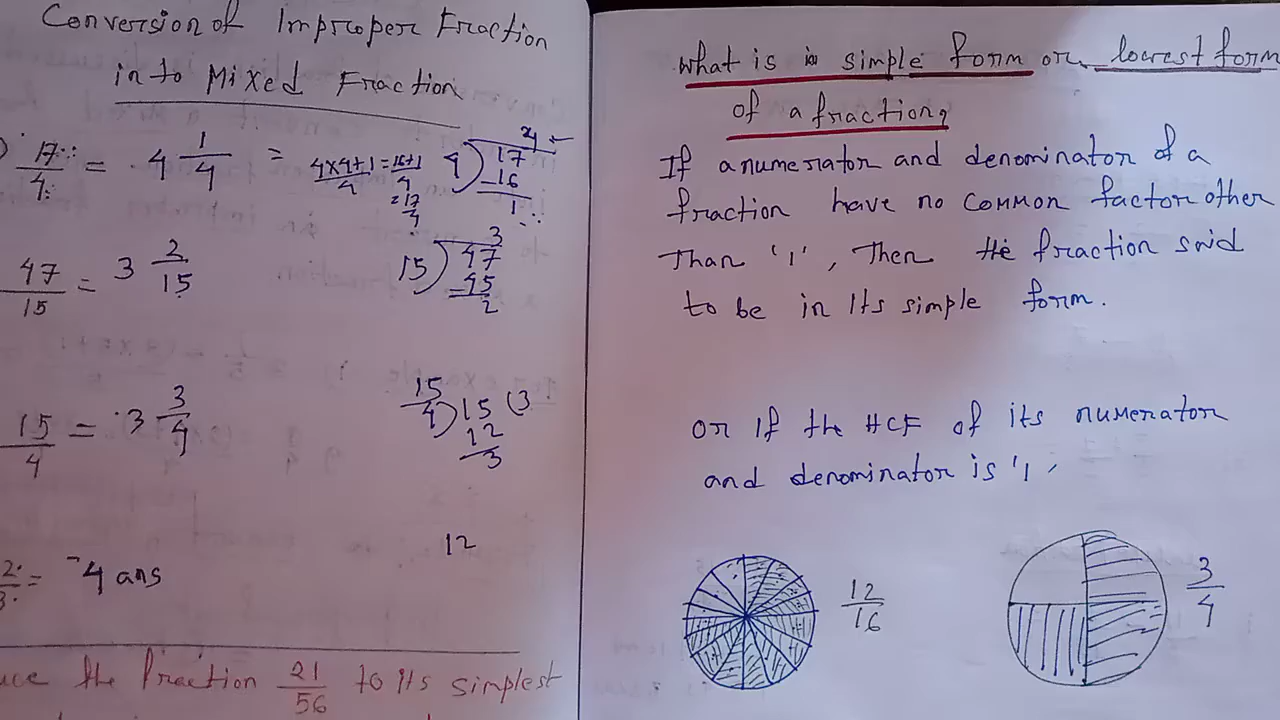 Conversion of Improper Fraction
in to Mixed Fraction
17/4 = 4 1/4 = 4x4+1/4 = 16+1/4 = 17/4
4) 17 (4
16
1
47/15 = 3 2/15
15) 47 (3
45
2
15/4 = 3 3/4
15/4) 15 (3
12
3
12
= 4 ans
the fraction 21/56 to its simplest
what is simple form or lowest form
of a fraction?
If a numerator and denominator of a
fraction have no common factor other
Than '1', Then the fraction said
to be in its simple form.
or if the HCF of its numerator
and denominator is '1'
12/16
3/4